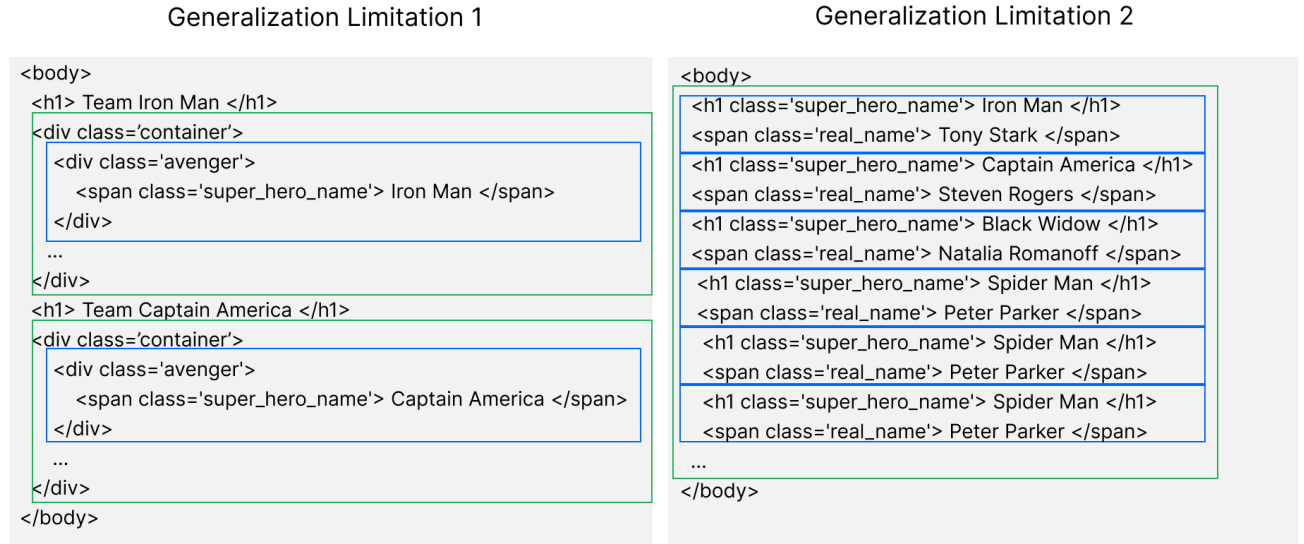 Generalization Limitation 1
<body>
<h1> Team Iron Man </h1>
<div class=’container’>
<div class='avenger'>
<span class='super_hero_name'> Iron Man </span>
</div>
...
</div>
<h1> Team Captain America </h1>
<div class=’container’>
<div class='avenger'>
<span class='super_hero_name'> Captain America </span>
</div>
...
</div>
</body>
Generalization Limitation 2
<body>
<h1 class='super_hero_name'> Iron Man </h1>
<span class='real_name'> Tony Stark </span>
<h1 class='super_hero_name'> Captain America </h1>
<span class='real_name'> Steven Rogers </span>
<h1 class='super_hero_name'> Black Widow </h1>
<span class='real_name'> Natalia Romanoff </span>
<h1 class='super_hero_name'> Spider Man </h1>
<span class='real_name'> Peter Parker </span>
<h1 class='super_hero_name'> Spider Man </h1>
<span class='real_name'> Peter Parker </span>
<h1 class='super_hero_name'> Spider Man </h1>
<span class='real_name'> Peter Parker </span>
...
</body>